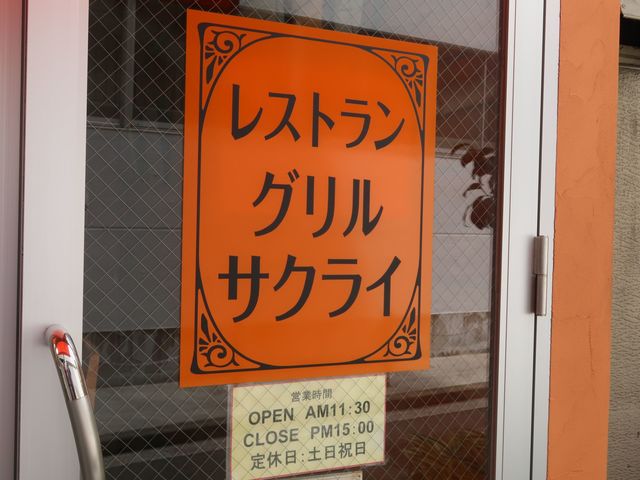 レストラン
グリル
サクライ
営業時間
OPEN AM11:30
CLOSE PM15:00
定休日:土日祝日